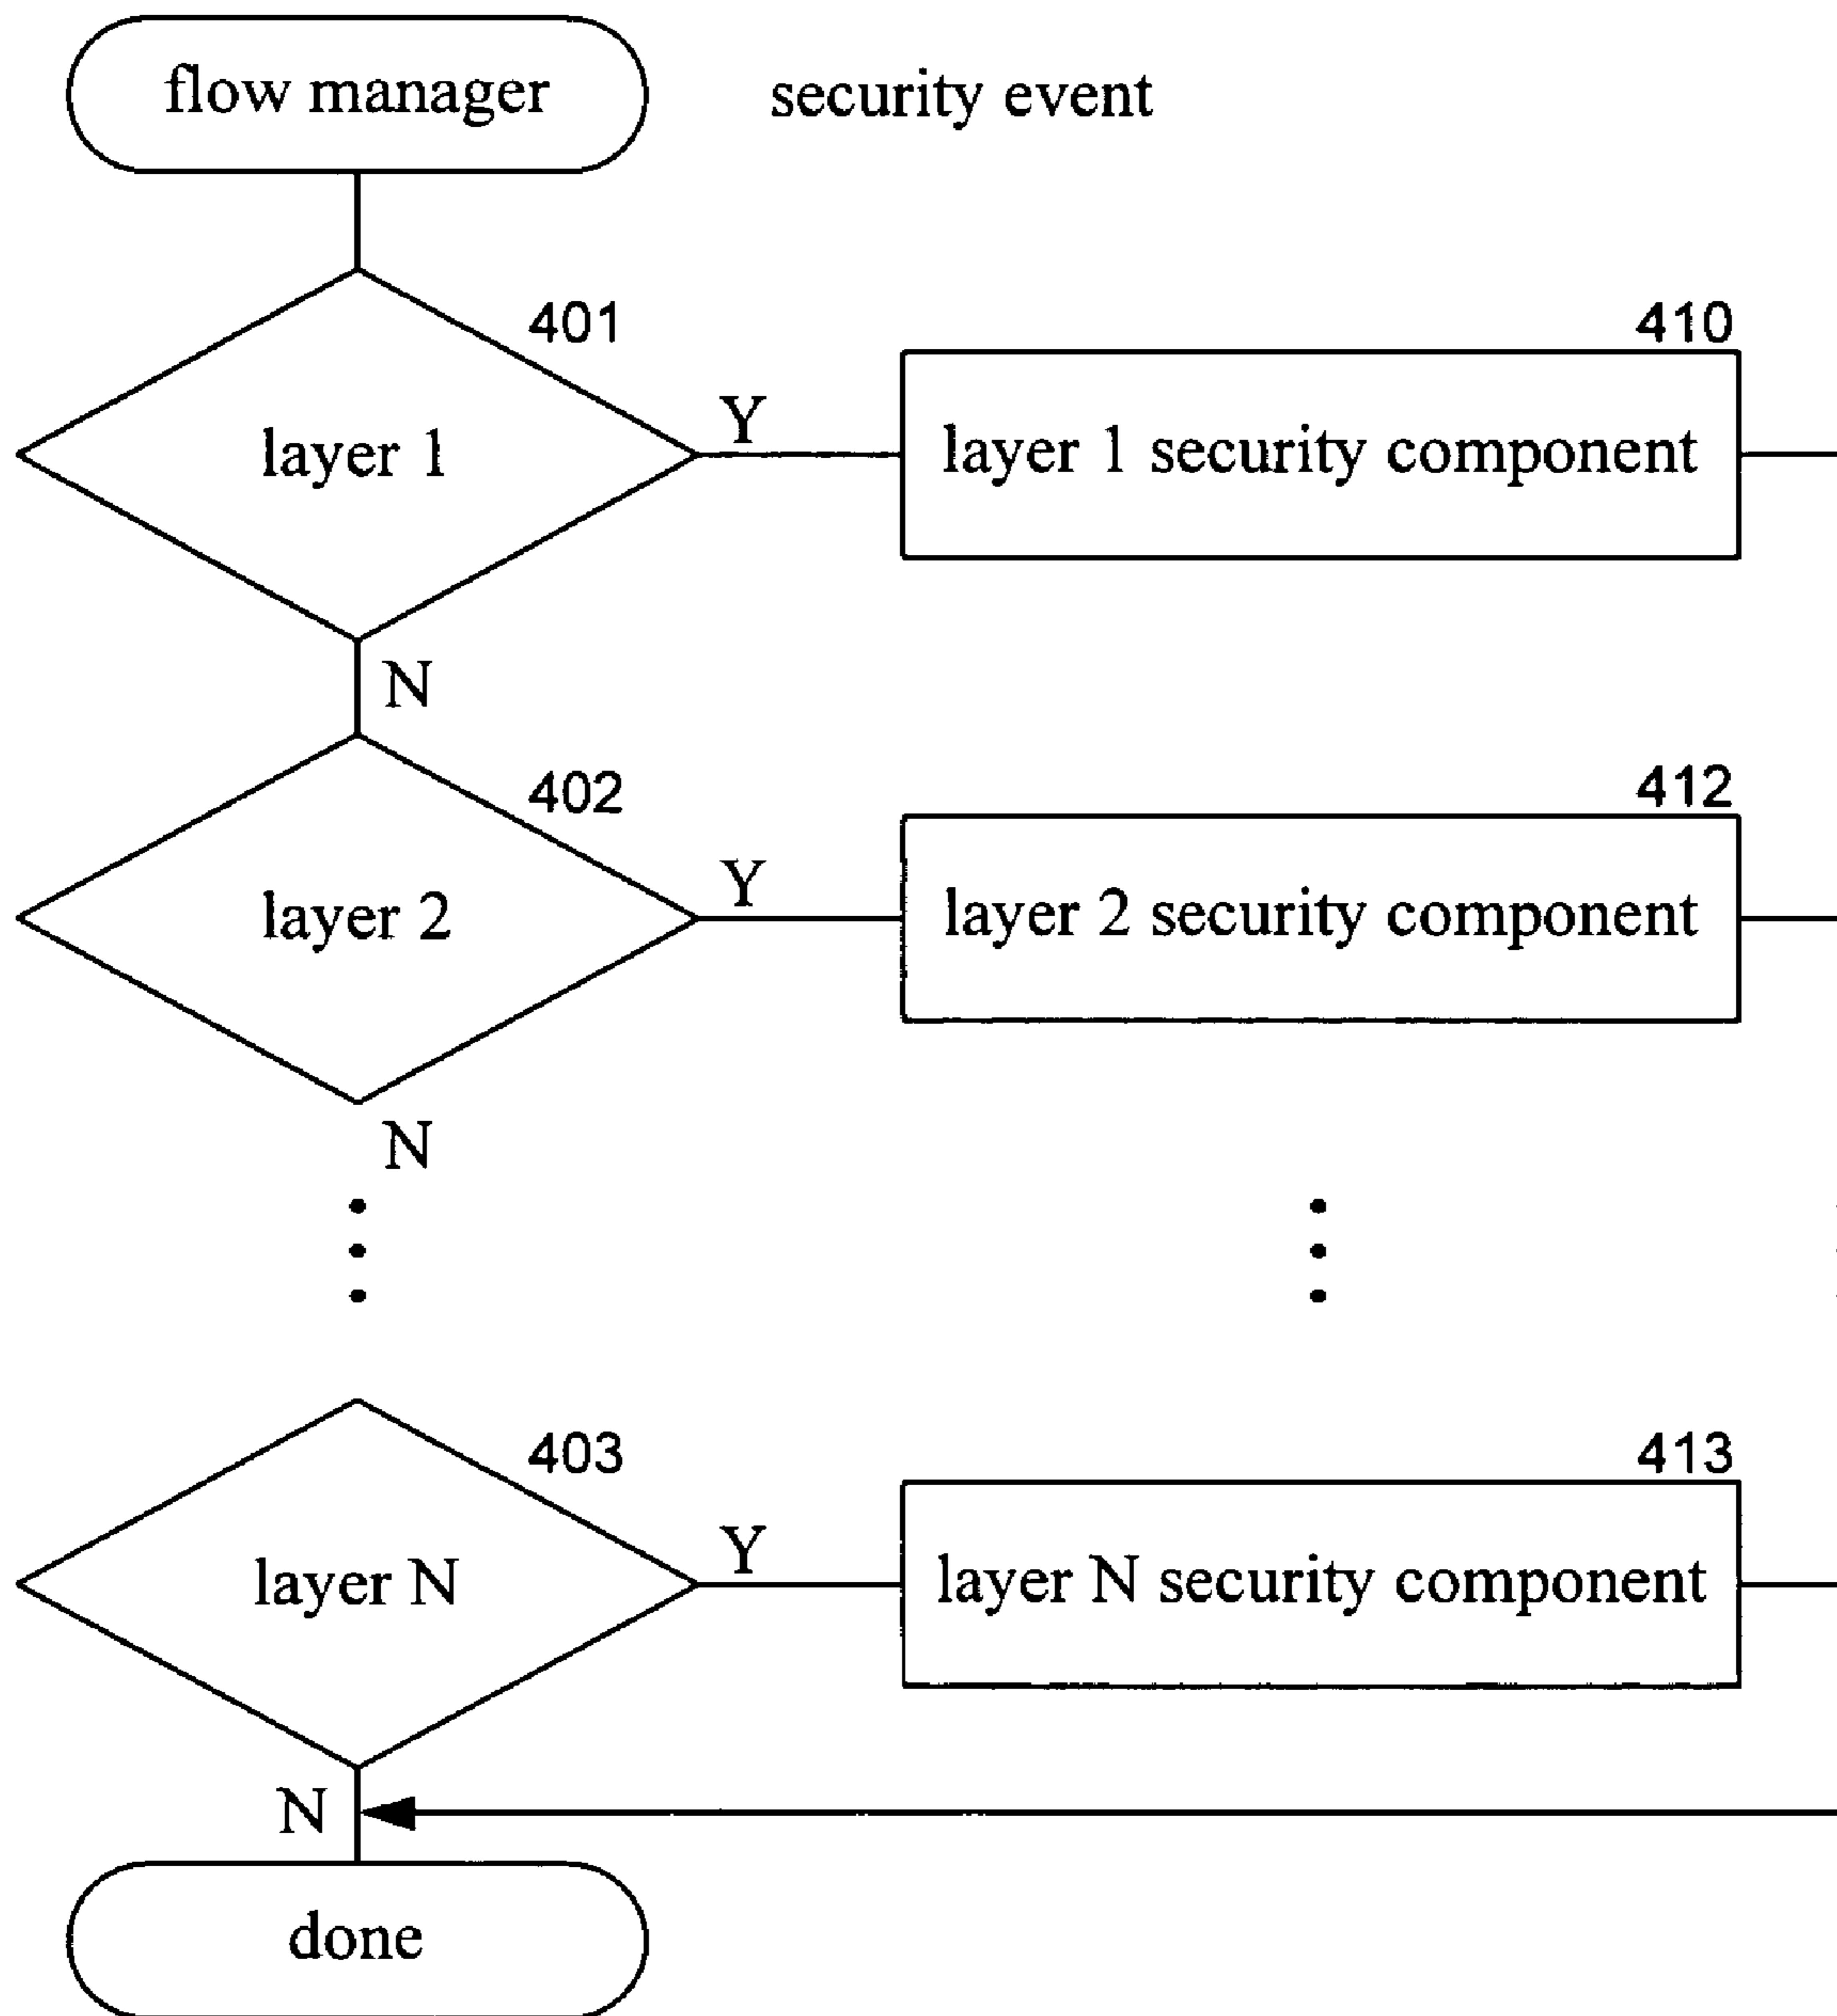 flow manager
security event
401
410
layer 1
Y
layer 1 security component
N
402
412
layer 2
Y
layer 2 security component
N
403
413
layer N
Y
layer N security component
N
done